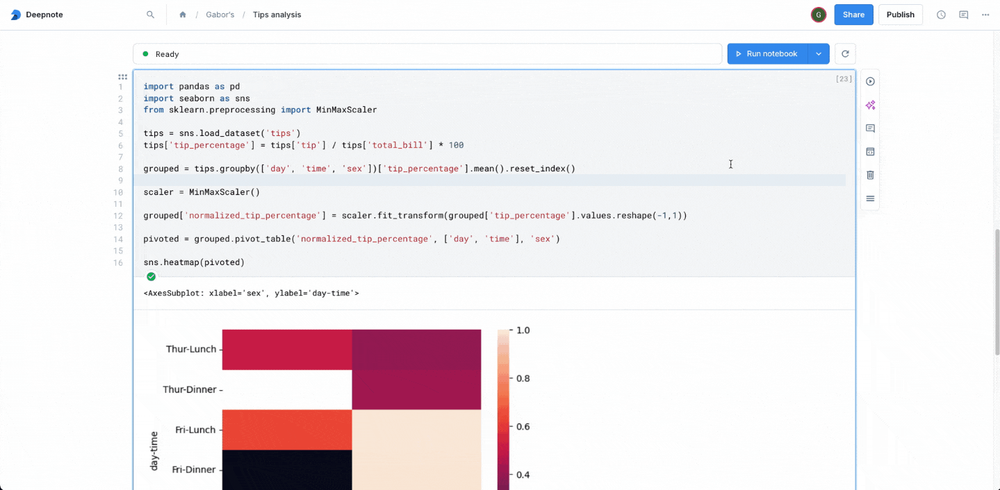 Deepnote / Gabor's / Tips analysis G Share Publish
Ready Run notebook
[23]
1 import pandas as pd
2 import seaborn as sns
3 from sklearn.preprocessing import MinMaxScaler
4
5 tips = sns.load_dataset('tips')
6 tips['tip_percentage'] = tips['tip'] / tips['total_bill'] * 100
7
8 grouped = tips.groupby(['day', 'time', 'sex'])['tip_percentage'].mean().reset_index()
9
10 scaler = MinMaxScaler()
11
12 grouped['normalized_tip_percentage'] = scaler.fit_transform(grouped['tip_percentage'].values.reshape(-1,1))
13
14 pivoted = grouped.pivot_table('normalized_tip_percentage', ['day', 'time'], 'sex')
15
16 sns.heatmap(pivoted)
<AxesSubplot: xlabel='sex', ylabel='day-time'>
1.0
Thur-Lunch
0.8
Thur-Dinner
0.6
Fri-Lunch
day-time
Fri-Dinner
0.4